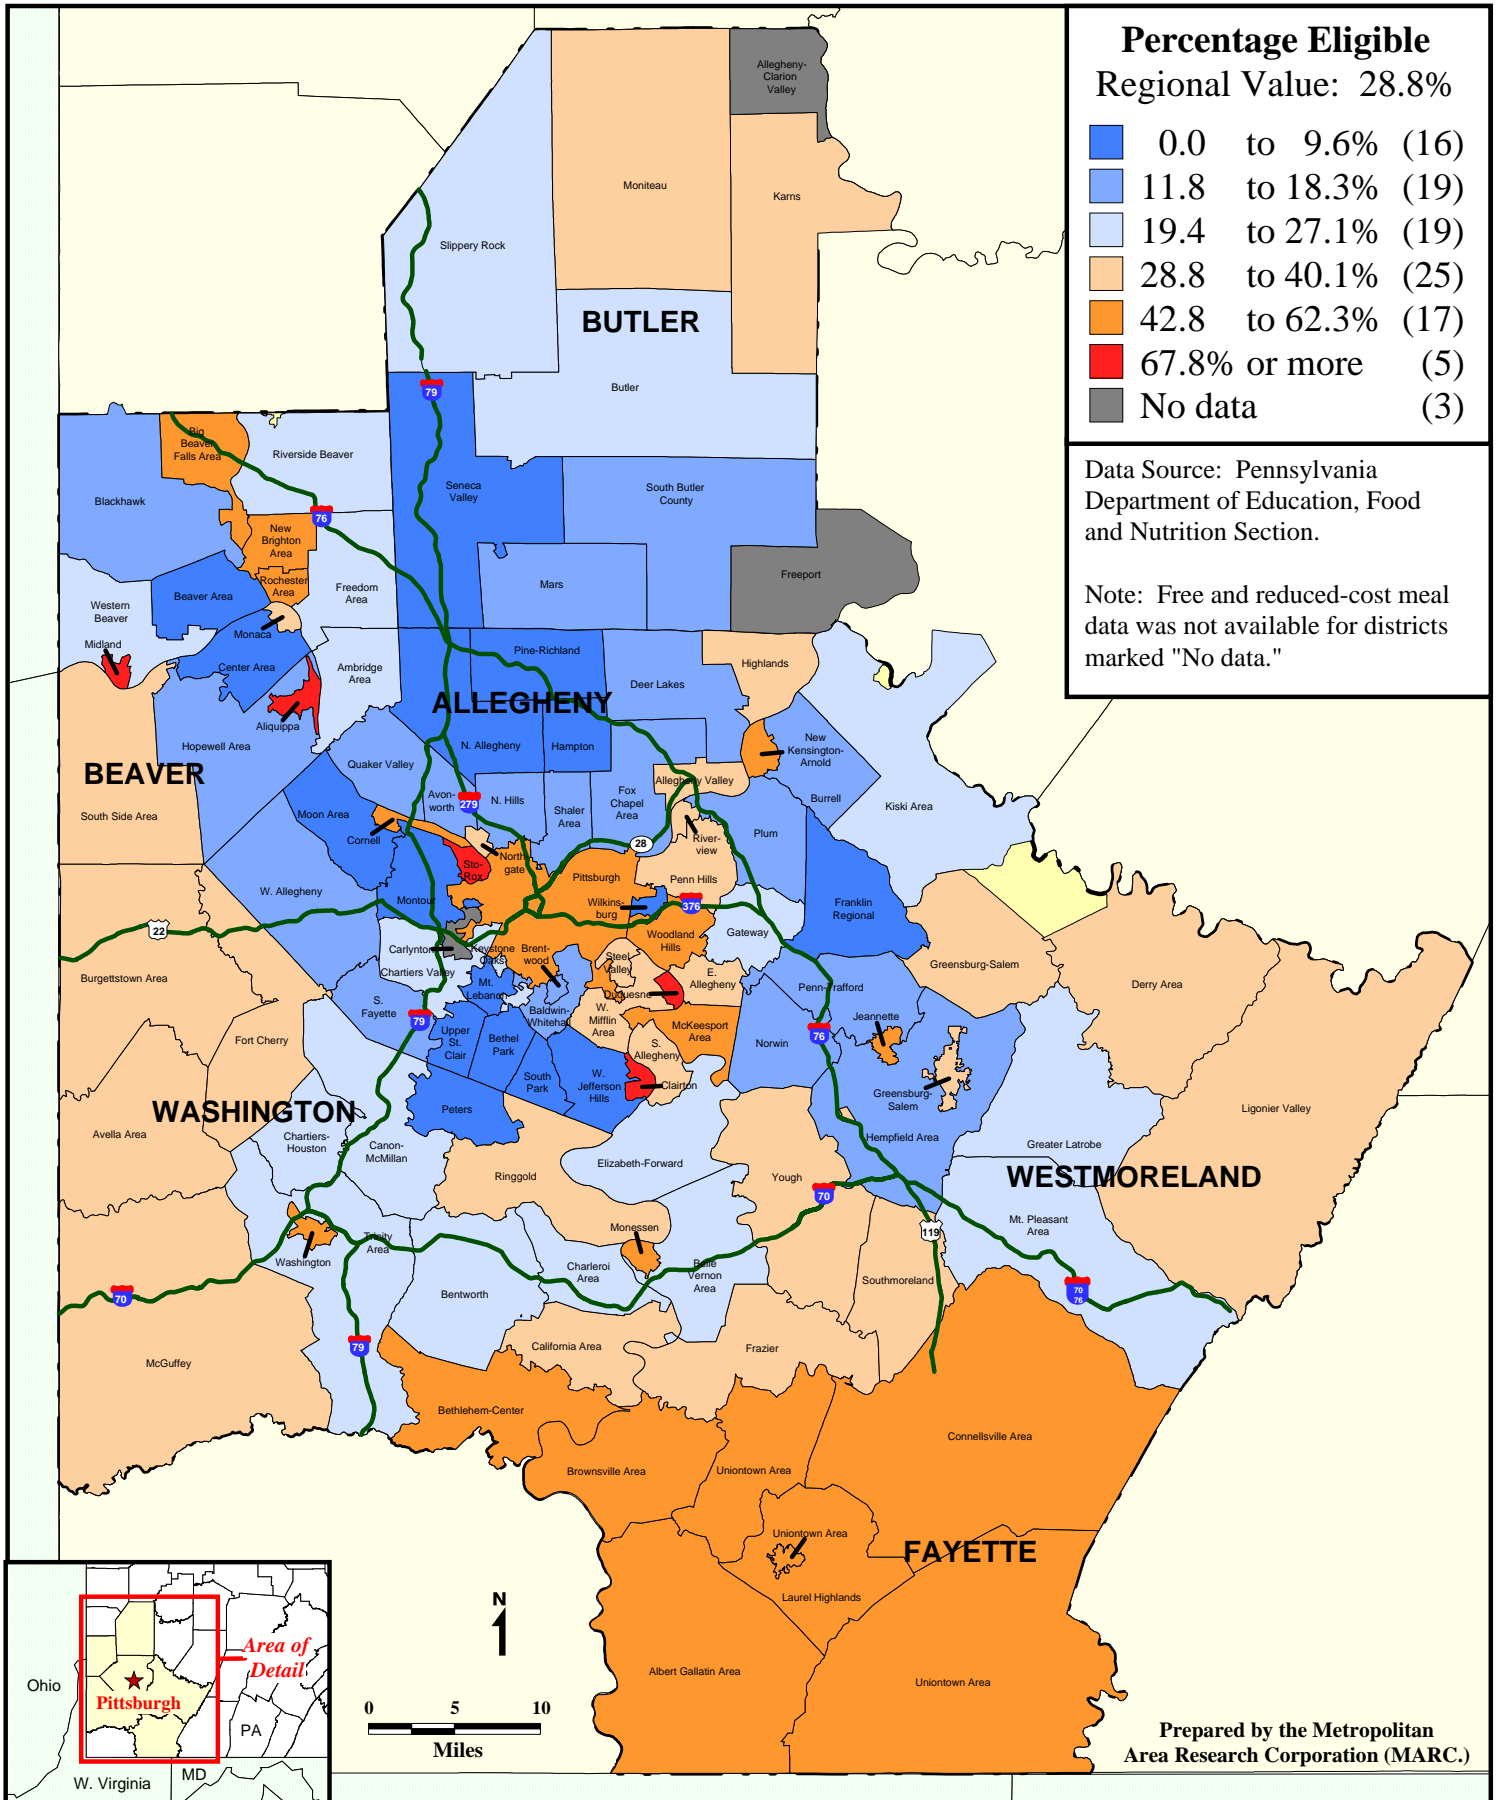 Percentage Eligible
Regional Value: 28.8%
0.0 to 9.6% (16)
11.8 to 18.3% (19)
19.4 to 27.1% (19)
28.8 to 40.1% (25)
42.8 to 62.3% (17)
67.8% or more (5)
No data (3)
Data Source: Pennsylvania
Department of Education, Food
and Nutrition Section.
Note: Free and reduced-cost meal
data was not available for districts
marked "No data."
Allegheny-
Clarion
Valley
Moniteau
Karns
Slippery Rock
BUTLER
Butler
79
Big
Beaver
Falls Area
Riverside Beaver
Blackhawk
Seneca
Valley
South Butler
County
76
New
Brighton
Area
Rochester
Area
Freedom
Area
Beaver Area
Mars
Freeport
Western
Beaver
Monaca
Midland
Center Area
Ambridge
Area
Pine-Richland
Highlands
Deer Lakes
ALLEGHENY
Aliquippa
Hopewell Area
N. Allegheny
Hampton
New
Kensington-
Arnold
Quaker Valley
BEAVER
Allegheny Valley
Avon-
worth
279
N. Hills
Fox
Chapel
Area
Burrell
Kiski Area
South Side Area
Moon Area
Shaler
Area
Cornell
28
River-
view
Plum
Sto-
Rox
North-
gate
Pittsburgh
Penn Hills
W. Allegheny
Montour
Wilkins-
burg
376
Franklin
Regional
22
Carlynton
Keystone
Oaks
Brent-
wood
Woodland
Hills
Gateway
Chartiers Valley
Steel
Valley
Burgettstown Area
Mt.
Lebanon
Duquesne
E.
Allegheny
Penn-Trafford
Greensburg-Salem
Derry Area
S.
Fayette
79
Baldwin-
Whitehall
W.
Mifflin
Area
McKeesport
Area
Jeannette
Fort Cherry
Upper
St.
Clair
Bethel
Park
S.
Allegheny
Norwin
76
South
Park
W.
Jefferson
Hills
Clairton
Greensburg-
Salem
WASHINGTON
Peters
Ligonier Valley
Avella Area
Chartiers-
Houston
Canon-
McMillan
Hempfield Area
Greater Latrobe
Ringgold
Elizabeth-Forward
Yough
WESTMORELAND
70
Monessen
Mt. Pleasant
Area
119
Washington
Trinity
Area
Charleroi
Area
Belle
Vernon
Area
Southmoreland
70
Bentworth
70
76
79
California Area
Frazier
McGuffey
Bethlehem-Center
Connellsville Area
Brownsville Area
Uniontown Area
Uniontown Area
FAYETTE
Laurel Highlands
Albert Gallatin Area
Uniontown Area
N
0 5 10
Miles
Area of
Detail
Ohio
Pittsburgh
PA
W. Virginia
MD
Prepared by the Metropolitan
Area Research Corporation (MARC.)